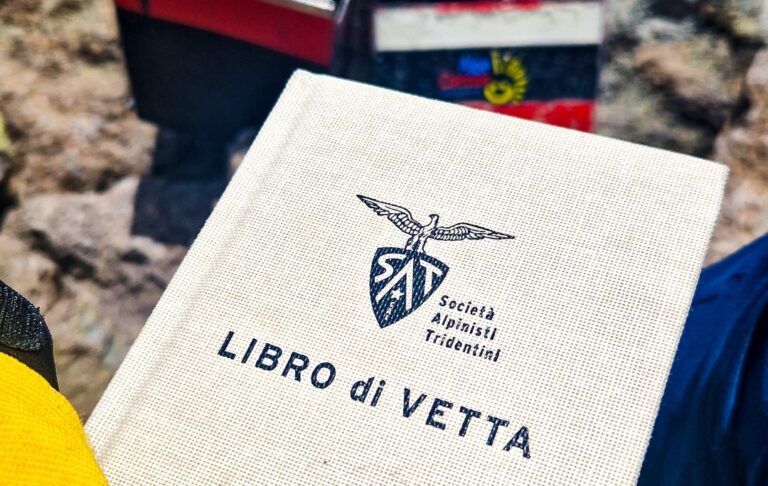 SAT
Società
Alpinisti
Tridentini
LIBRO di VETTA